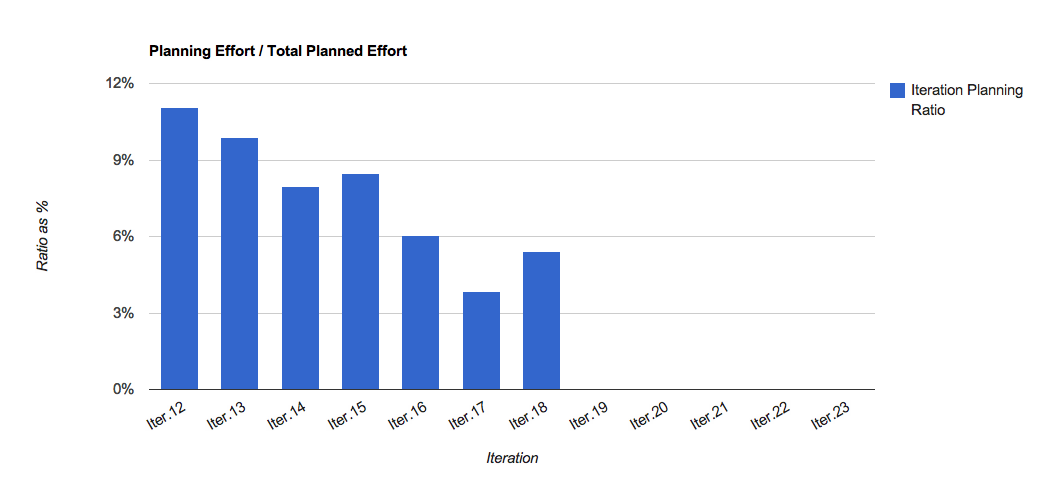 Planning Effort / Total Planned Effort
12%
9%
6%
3%
0%
Ratio as %
Iteration Planning
Ratio
Iter.12
Iter.13
Iter.14
Iter.15
Iter.16
Iter.17
Iter.18
Iter.19
Iter.20
Iter.21
Iter.22
Iter.23
Iteration